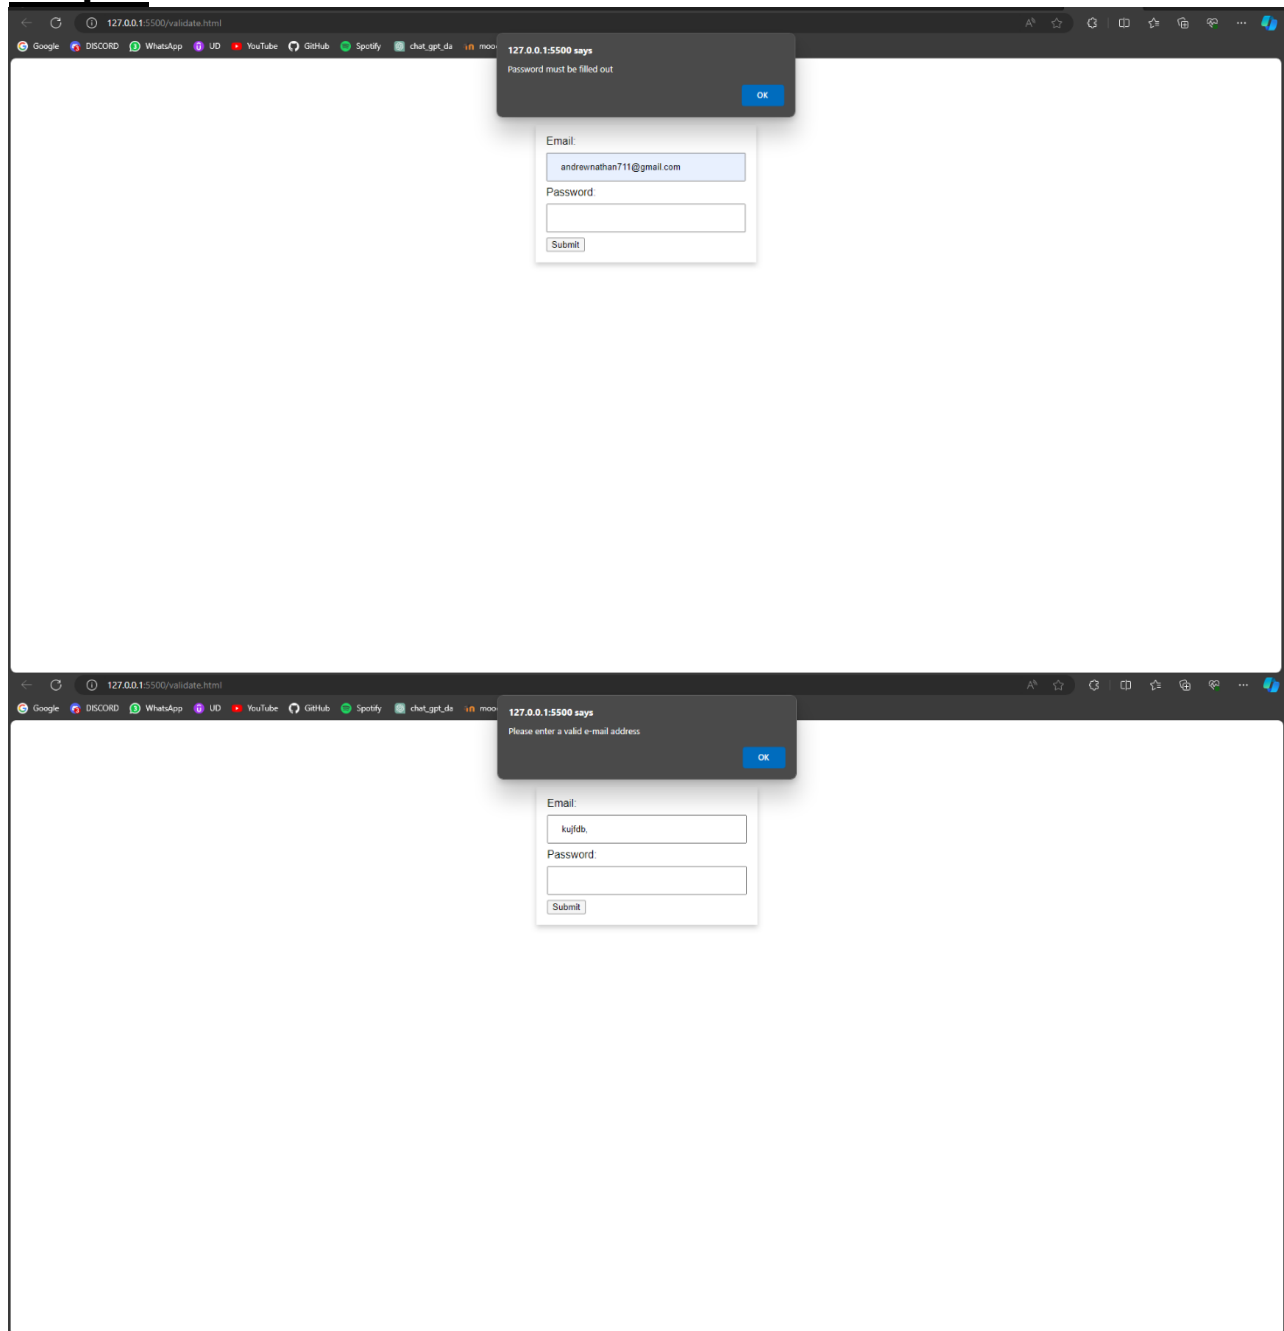 127.0.0.1:5500/validate.html
Google DISCORD WhatsApp UD YouTube GitHub Spotify chat_gpt_da moo
127.0.0.1:5500 says
Password must be filled out
OK
Email:
andrewnathan711@gmail.com
Password:
Submit
127.0.0.1:5500/validate.html
Google DISCORD WhatsApp UD YouTube GitHub Spotify chat_gpt_da moo
127.0.0.1:5500 says
Please enter a valid e-mail address
OK
Email:
kujfdb,
Password:
Submit